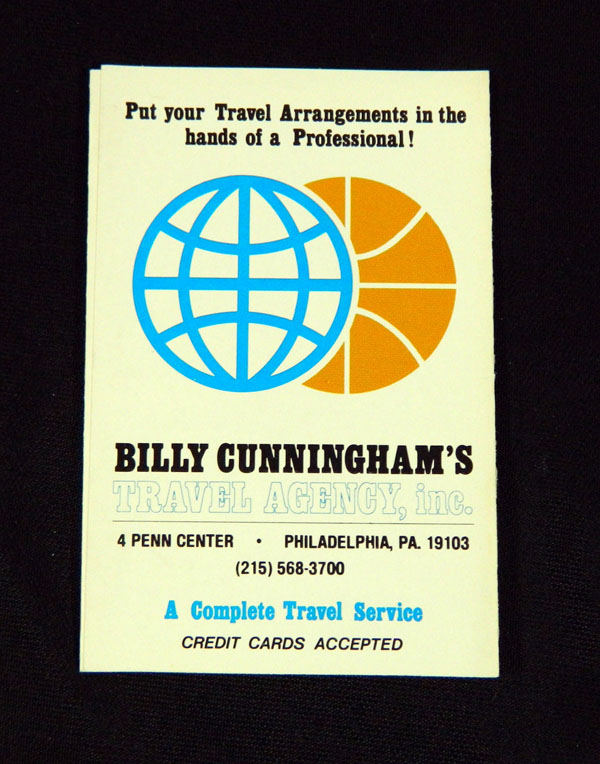 Put your Travel Arrangements in the
hands of a Professional!
BILLY CUNNINGHAM'S
TRAVEL AGENCY, inc.
4 PENN CENTER • PHILADELPHIA, PA. 19103
(215) 568-3700
A Complete Travel Service
CREDIT CARDS ACCEPTED